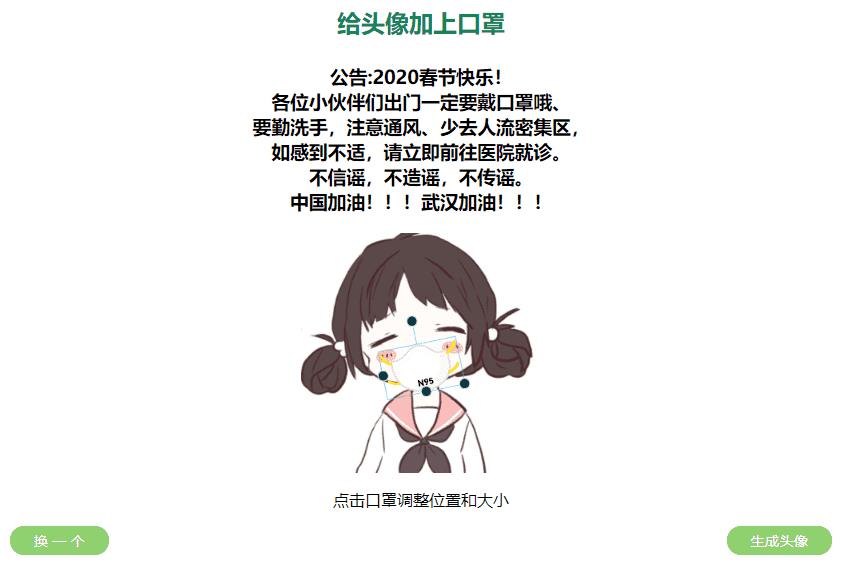 给头像加上口罩
公告:2020春节快乐！
各位小伙伴们出门一定要戴口罩哦、
要勤洗手，注意通风、少去人流密集区，
如感到不适，请立即前往医院就诊。
不信谣，不造谣，不传谣。
中国加油！！！武汉加油！！！
N95
点击口罩调整位置和大小
换一个
生成头像